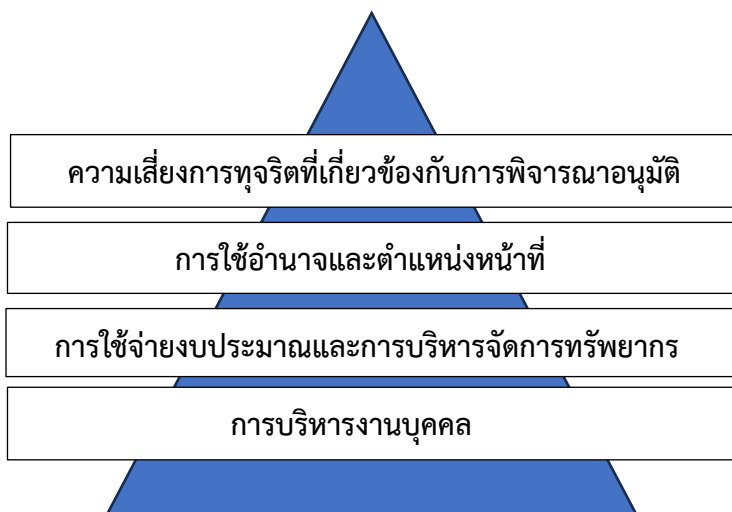 ความเสี่ยงการทุจริตที่เกี่ยวข้องกับการพิจารณาอนุมัติ
การใช้อำนาจและตำแหน่งหน้าที่
การใช้จ่ายงบประมาณและการบริหารจัดการทรัพยากร
การบริหารงานบุคคล